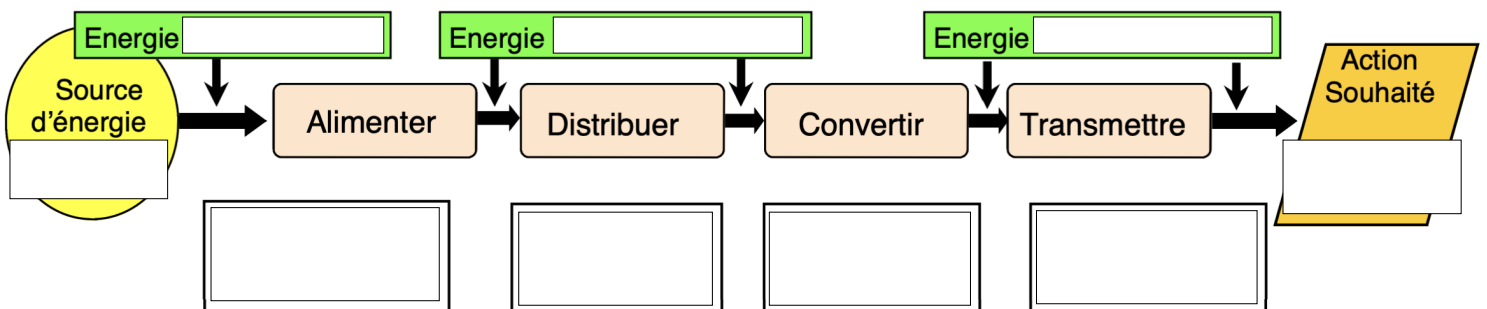 Energie
Energie
Energie
Source
d'énergie
Alimenter
Distribuer
Convertir
Transmettre
Action
Souhaité